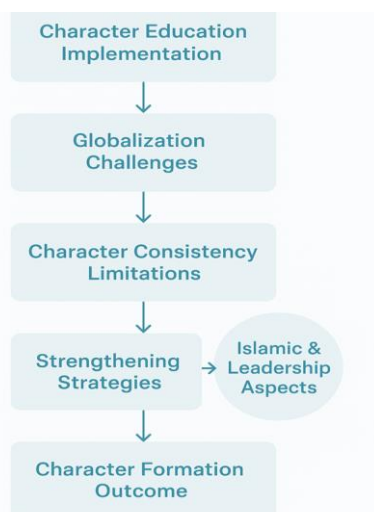 Character Education
Implementation
Globalization
Challenges
Character Consistency
Limitations
Strengthening
Strategies
Islamic &
Leadership
Aspects
Character Formation
Outcome